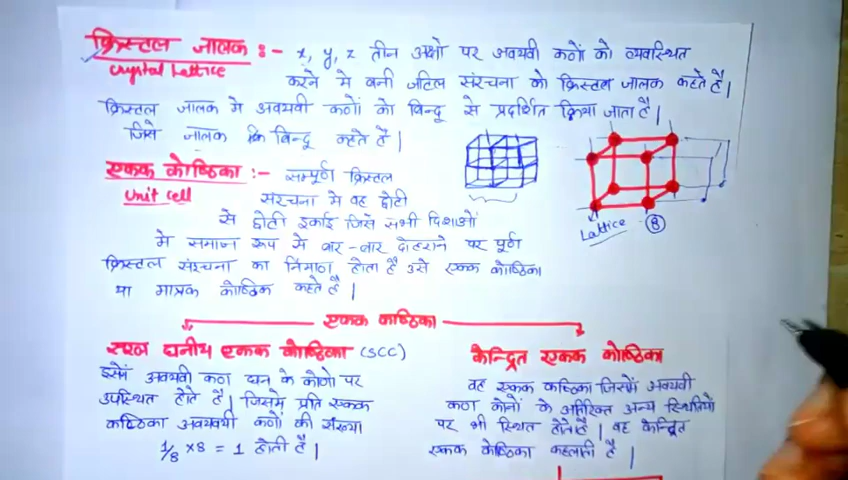 क्रिस्टल जालक :- x, y, z तीन अक्षों पर अवयवी कणों को व्यवस्थित
Crystal Lattice
करने मे बनी जटिल संरचना को क्रिस्टल जालक कहते है|
क्रिस्टल जालक मे अवयवी कणों को बिन्दू से प्रदर्शित किया जाता है|
जिसे जालक बिन्दू कहते है|
एकक कोष्ठिका :- सम्पूर्ण क्रिस्टल
Unit cell
संरचना मे वह छोटी
से छोटी इकाई जिसे सभी दिशाओं
मे समान रूप मे बार-बार दोहराने पर पूर्ण
क्रिस्टल संरचना का निर्माण होता है उसे एकक कोष्ठिका
या मात्रक कोष्ठिक कहते है|
Lattice
8
एकक कोष्ठिका
सरल घनीय एकक कोष्ठिका (SCC)
इसमें अवयवी कण घन के कोणो पर
उपस्थित होते है| जिसमे प्रति एकक
कोष्ठिका अवयवयी कणों की संख्या
1/8 ×8 = 1 होती है|
केन्द्रित एकक कोष्ठिका
वह एकक कोष्ठिका जिसमें अवयवी
कण कोनों के अतिरिक्त अन्य स्थितियों
पर भी स्थित होते है| वह केन्द्रित
एकक कोष्ठिका कहलाती है|